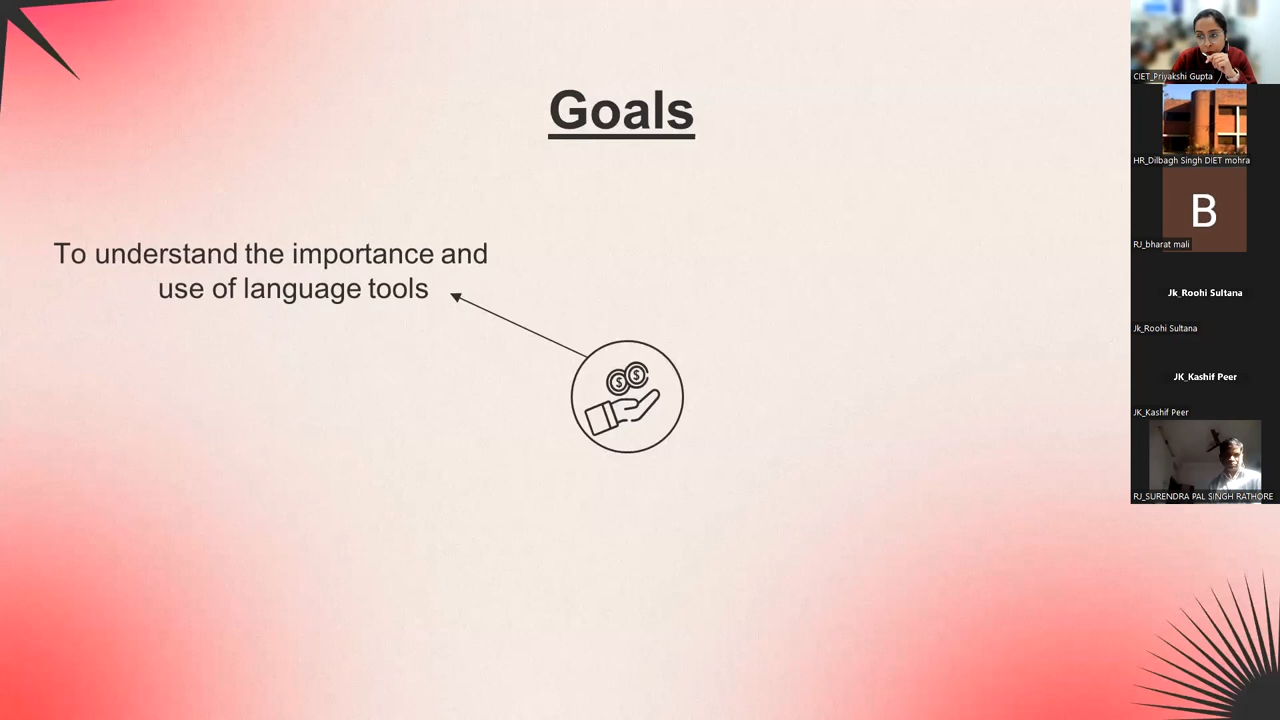 Goals
To understand the importance and
use of language tools
$ $
CIET_Priyakshi Gupta
HR_Dilbagh Singh DIET mohra
B
RJ_bharat mali
Jk_Roohi Sultana
Jk_Roohi Sultana
JK_Kashif Peer
JK_Kashif Peer
RJ_SURENDRA PAL SINGH RATHORE